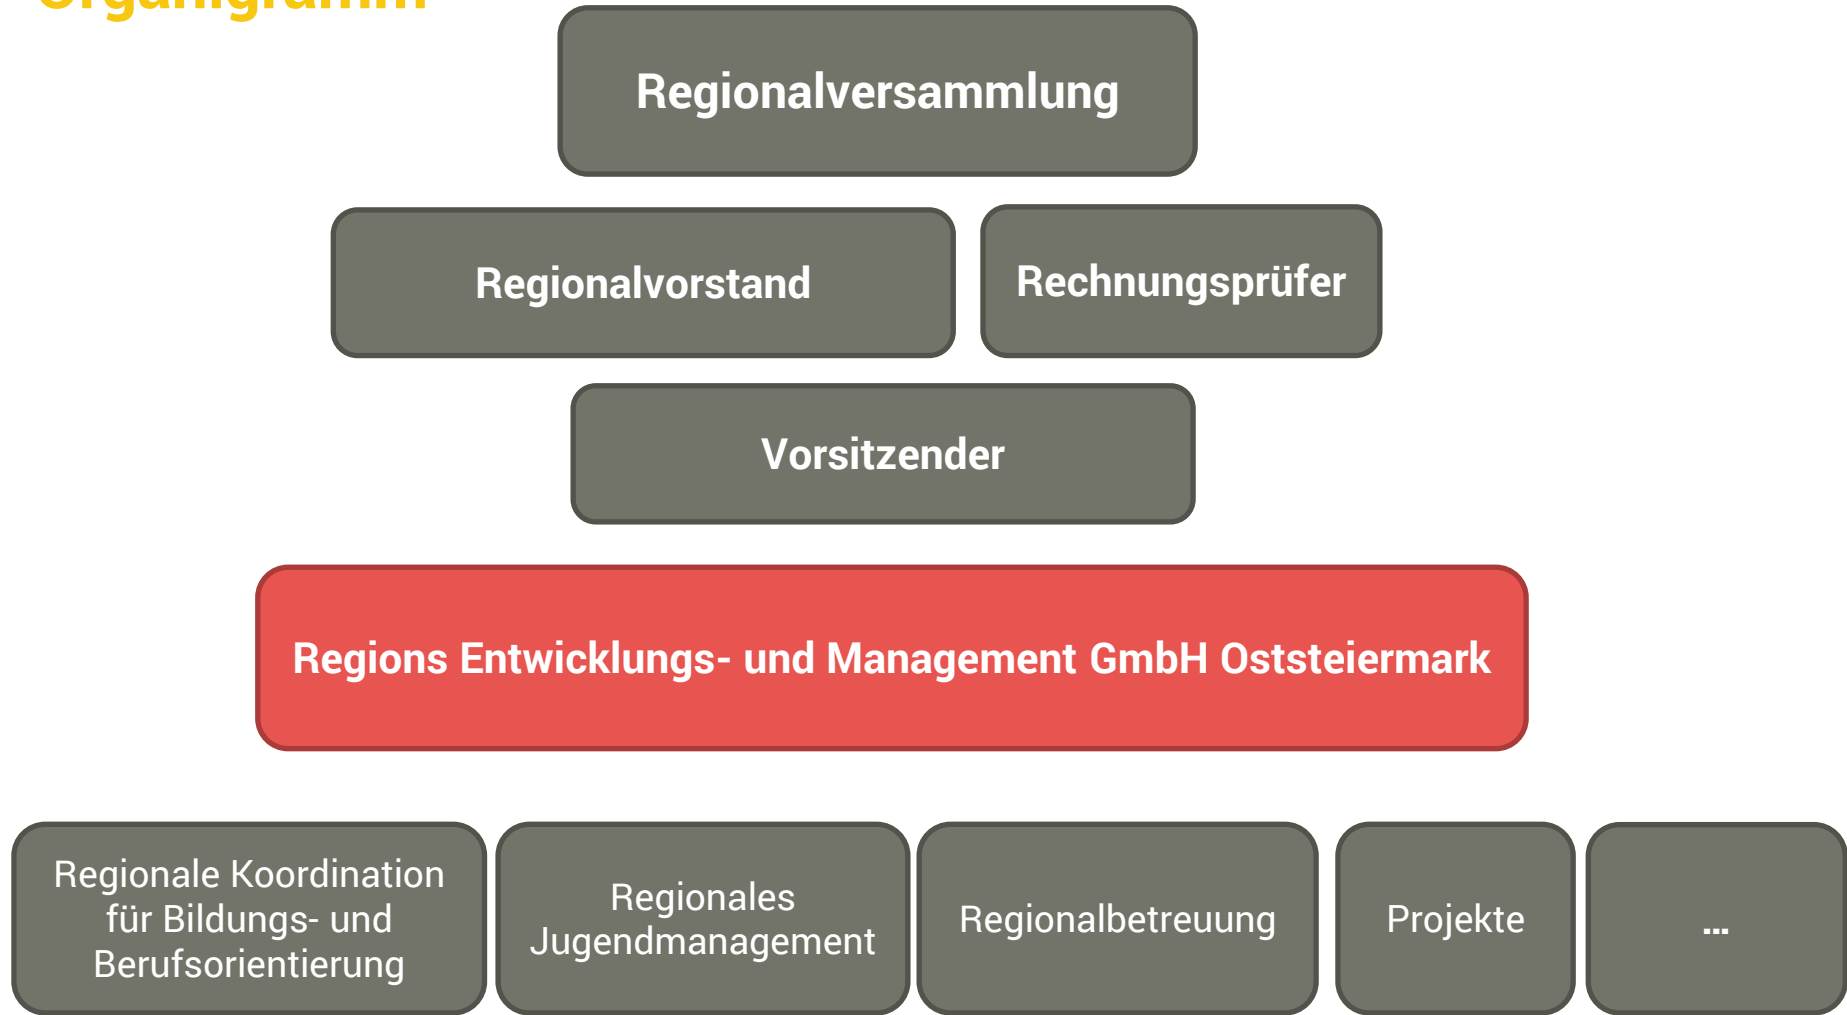 Organigramm
Regionalversammlung
Regionalvorstand
Rechnungsprüfer
Vorsitzender
Regions Entwicklungs- und Management GmbH Oststeiermark
Regionale Koordination
für Bildungs- und
Berufsorientierung
Regionales
Jugendmanagement
Regionalbetreuung
Projekte
...